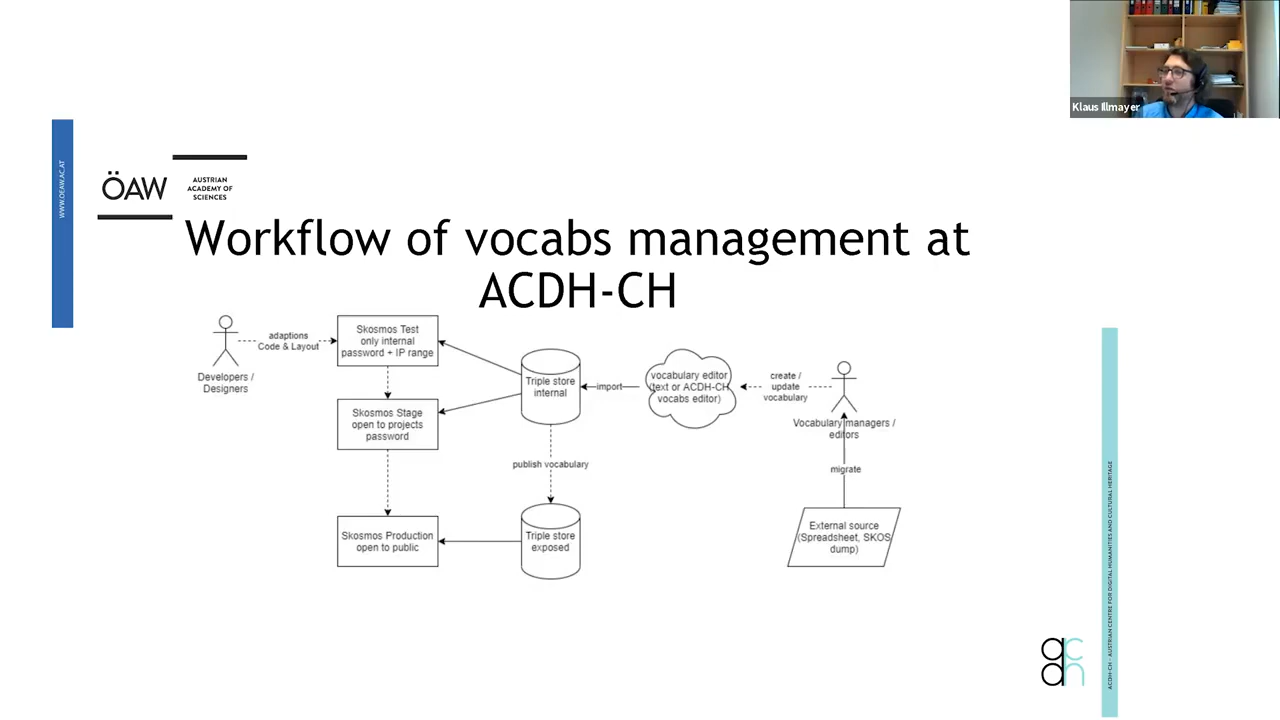 Klaus Illmayer
WWW.OEAW.AC.AT
ÖAW
AUSTRIAN
ACADEMY OF
SCIENCES
Workflow of vocabs management at
ACDH-CH
Developers /
Designers
adaptions
Code & Layout
Skosmos Test
only internal
password + IP range
Skosmos Stage
open to projects
password
Skosmos Production
open to public
Triple store
internal
publish vocabulary
Triple store
exposed
import
vocabulary editor
(text or ACDH-CH
vocabs editor)
create /
update
vocabulary
Vocabulary managers /
editors
migrate
External source
(Spreadsheet, SKOS
dump)
ACDH-CH – AUSTRIAN CENTRE FOR DIGITAL HUMANITIES AND CULTURAL HERITAGE
ac
dh